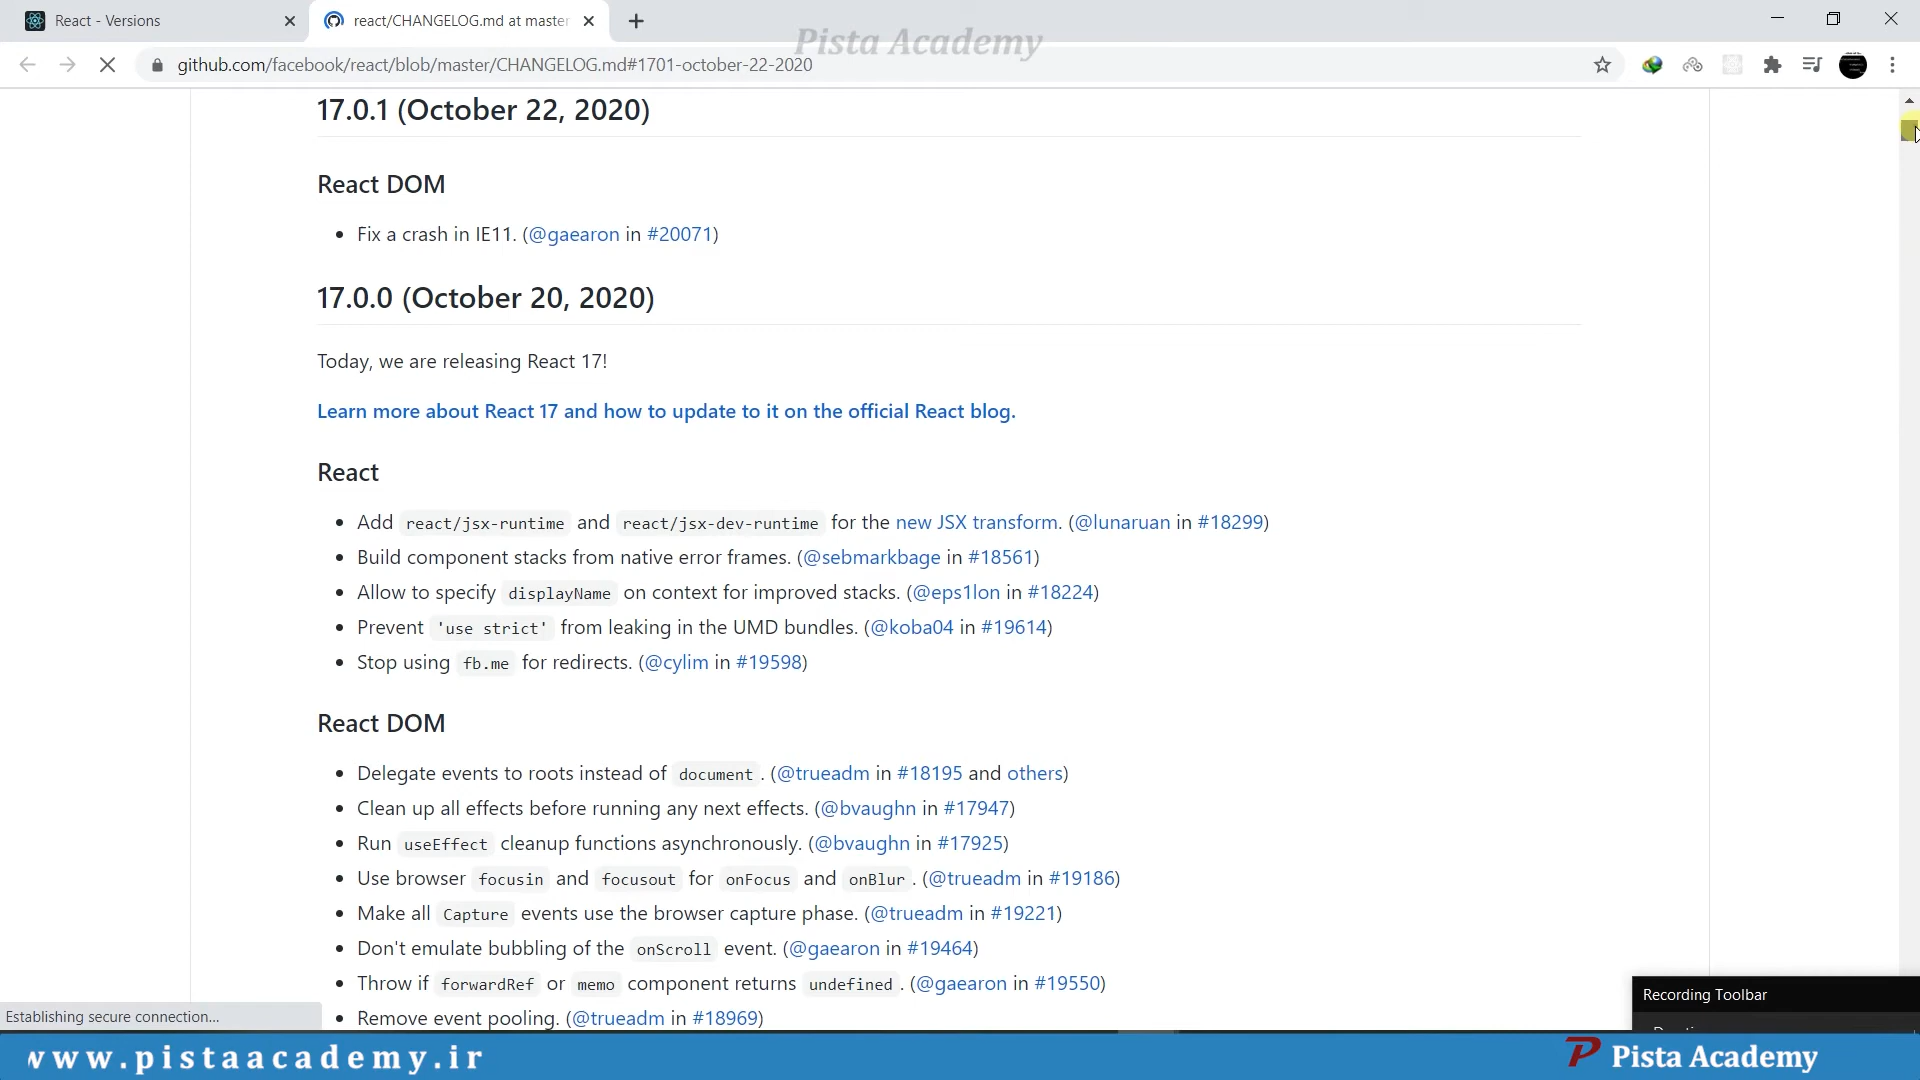 React - Versions
react/CHANGELOG.md at master
Pista Academy
github.com/facebook/react/blob/master/CHANGELOG.md#1701-october-22-2020
17.0.1 (October 22, 2020)
React DOM
• Fix a crash in IE11. (@gaearon in #20071)
17.0.0 (October 20, 2020)
Today, we are releasing React 17!
Learn more about React 17 and how to update to it on the official React blog.
React
• Add react/jsx-runtime and react/jsx-dev-runtime for the new JSX transform. (@lunaruan in #18299)
• Build component stacks from native error frames. (@sebmarkbage in #18561)
• Allow to specify displayName on context for improved stacks. (@eps1lon in #18224)
• Prevent 'use strict' from leaking in the UMD bundles. (@koba04 in #19614)
• Stop using fb.me for redirects. (@cylim in #19598)
React DOM
• Delegate events to roots instead of document. (@trueadm in #18195 and others)
• Clean up all effects before running any next effects. (@bvaughn in #17947)
• Run useEffect cleanup functions asynchronously. (@bvaughn in #17925)
• Use browser focusin and focusout for onFocus and onBlur. (@trueadm in #19186)
• Make all Capture events use the browser capture phase. (@trueadm in #19221)
• Don't emulate bubbling of the onScroll event. (@gaearon in #19464)
• Throw if forwardRef or memo component returns undefined. (@gaearon in #19550)
• Remove event pooling. (@trueadm in #18969)
Establishing secure connection...
Recording Toolbar
www.pistaacademy.ir
Pista Academy